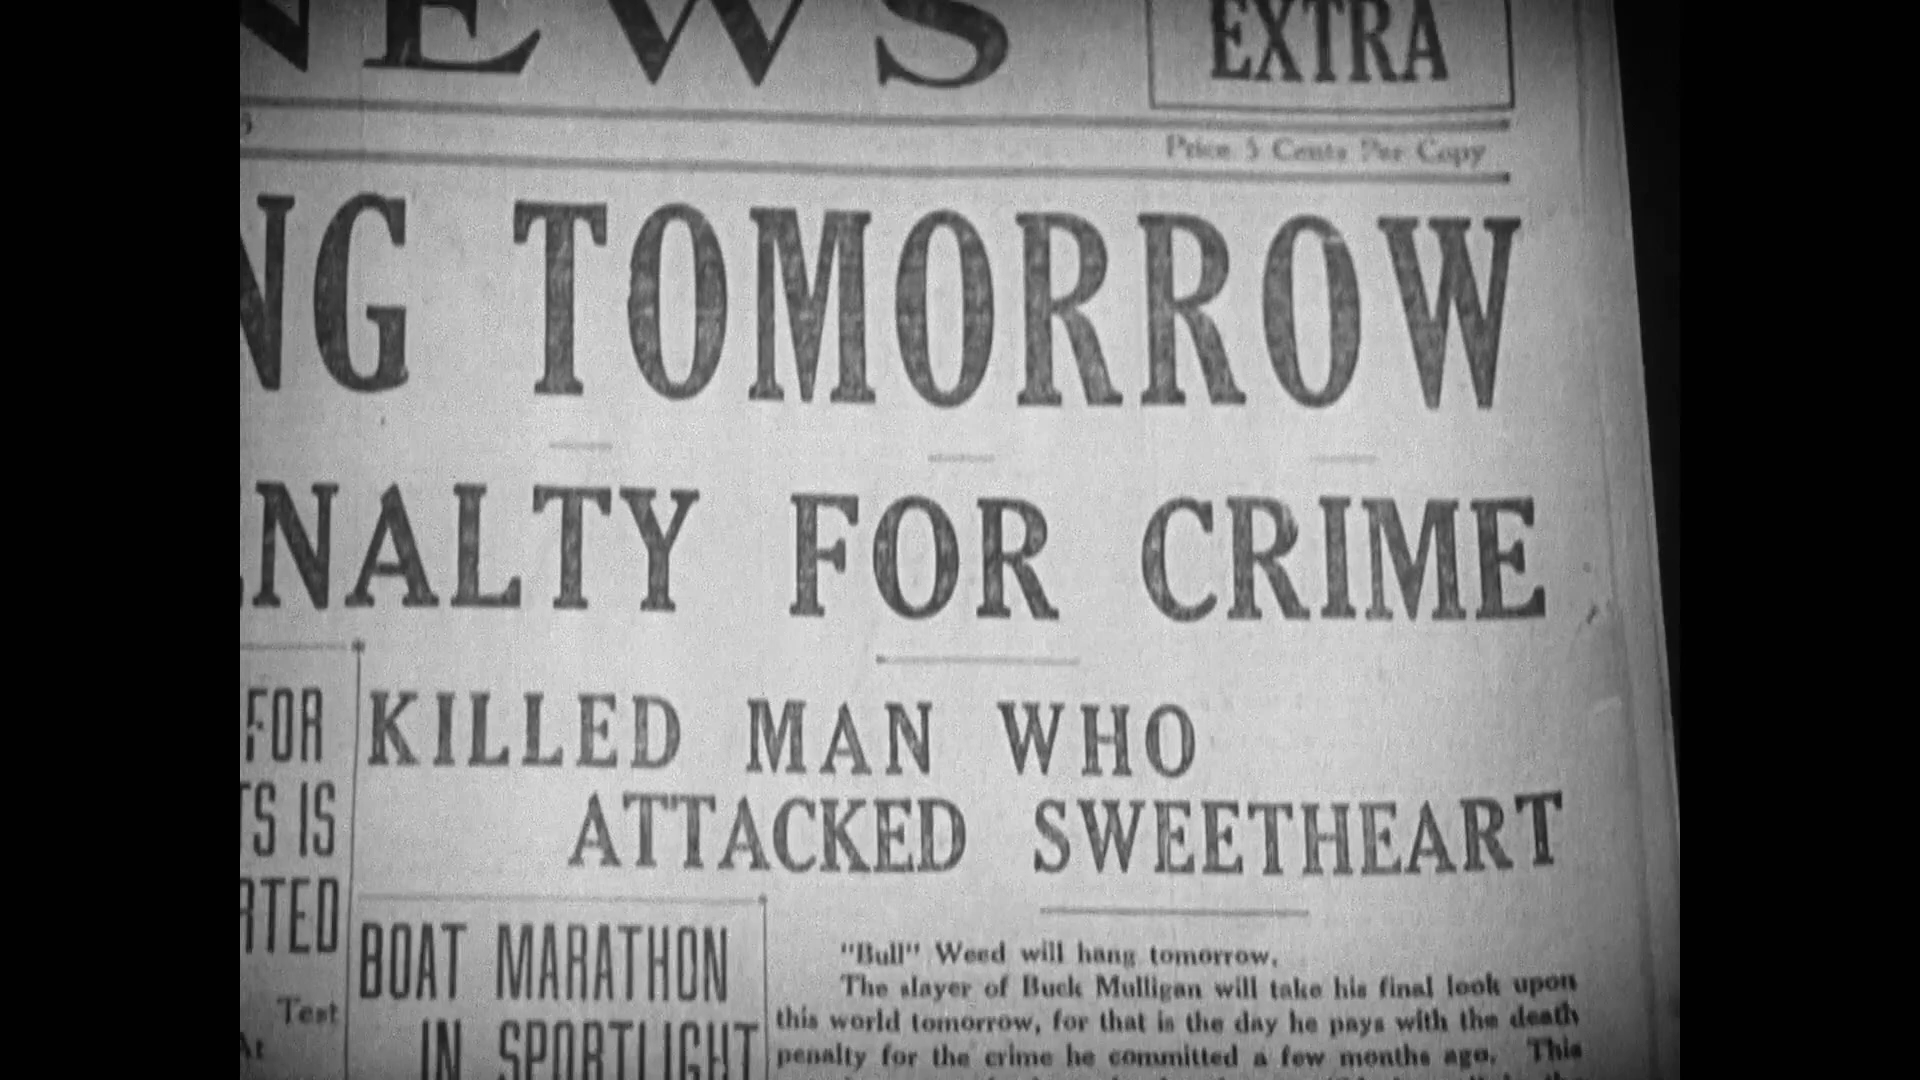 NEWS
EXTRA
Price 5 Cents Per Copy
NG TOMORROW
NALTY FOR CRIME
FOR
TS IS
RTED
Test
At
KILLED MAN WHO
ATTACKED SWEETHEART
BOAT MARATHON
IN SPORTLIGHT
"Bull" Weed will hang tomorrow.
The slayer of Buck Mulligan will take his final look upon
this world tomorrow, for that is the day he pays with the death
penalty for the crime he committed a few months ago. This